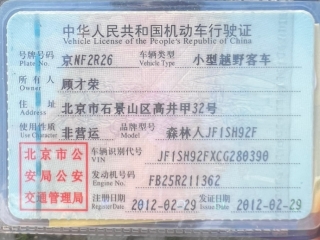 中华人民共和国机动车行驶证
Vehicle License of the People's Republic of China
号牌号码 京NF2R26 车辆类型 小型越野客车
Plate No. Vehicle Type
所有人 顾才荣
Owner
住址 北京市石景山区高井甲32号
Address
使用性质 非营运 品牌型号 森林人JF1SH92F
Use Character Model
北京市公安局公安交通管理局
车辆识别代号 JF1SH92FXCG280390
VIN
发动机号码 FB25R211362
Engine No.
注册日期 2012-02-29 发证日期 2012-02-29
Register Date Issue Date